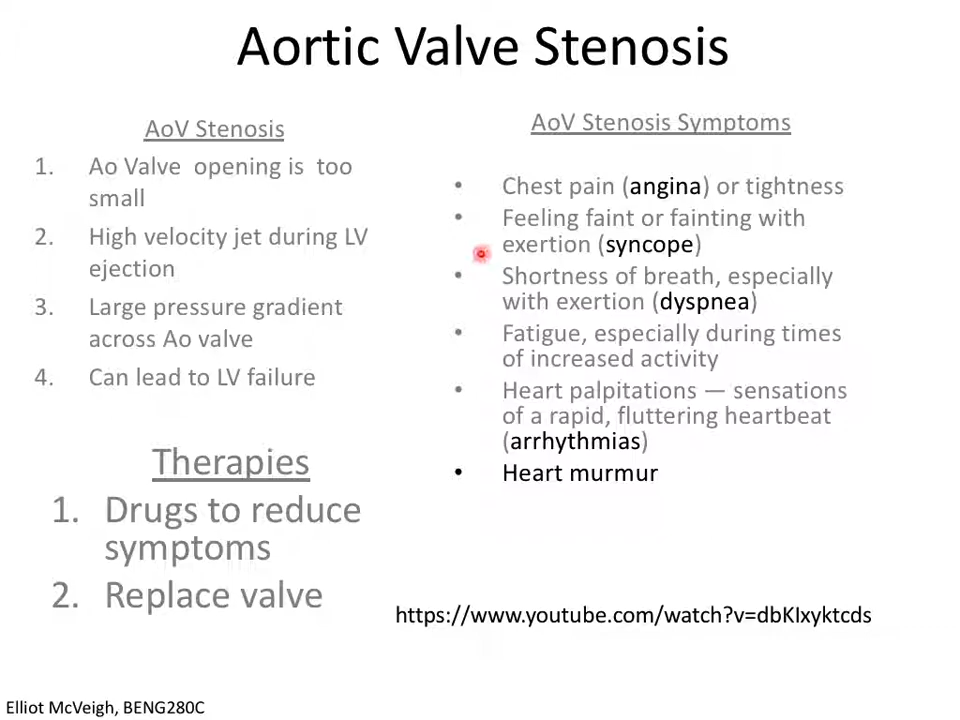 Aortic Valve Stenosis
AoV Stenosis
1. Ao Valve opening is too
small
2. High velocity jet during LV
ejection
3. Large pressure gradient
across Ao valve
4. Can lead to LV failure
Therapies
1. Drugs to reduce
symptoms
2. Replace valve
AoV Stenosis Symptoms
• Chest pain (angina) or tightness
• Feeling faint or fainting with
exertion (syncope)
• Shortness of breath, especially
with exertion (dyspnea)
• Fatigue, especially during times
of increased activity
• Heart palpitations — sensations
of a rapid, fluttering heartbeat
(arrhythmias)
• Heart murmur
https://www.youtube.com/watch?v=dbKIxyktcds
Elliot McVeigh, BENG280C